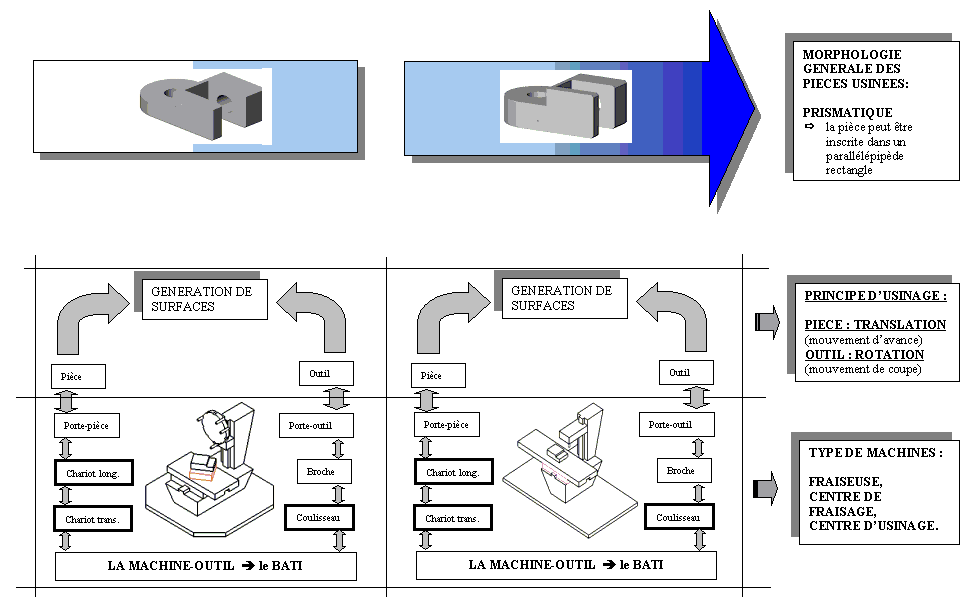 MORPHOLOGIE
GENERALE DES
PIECES USINEES:
PRISMATIQUE
⇨ la pièce peut être
inscrite dans un
parallélépipède
rectangle
GENERATION DE
SURFACES
Pièce
Outil
Porte-pièce
Porte-outil
Chariot long.
Broche
Chariot trans.
Coulisseau
LA MACHINE-OUTIL ➔ le BATI
GENERATION DE
SURFACES
Pièce
Outil
Porte-pièce
Porte-outil
Chariot long.
Broche
Chariot trans.
Coulisseau
LA MACHINE-OUTIL ➔ le BATI
PRINCIPE D’USINAGE :
PIECE : TRANSLATION
(mouvement d’avance)
OUTIL : ROTATION
(mouvement de coupe)
TYPE DE MACHINES :
FRAISEUSE,
CENTRE DE
FRAISAGE,
CENTRE D’USINAGE.